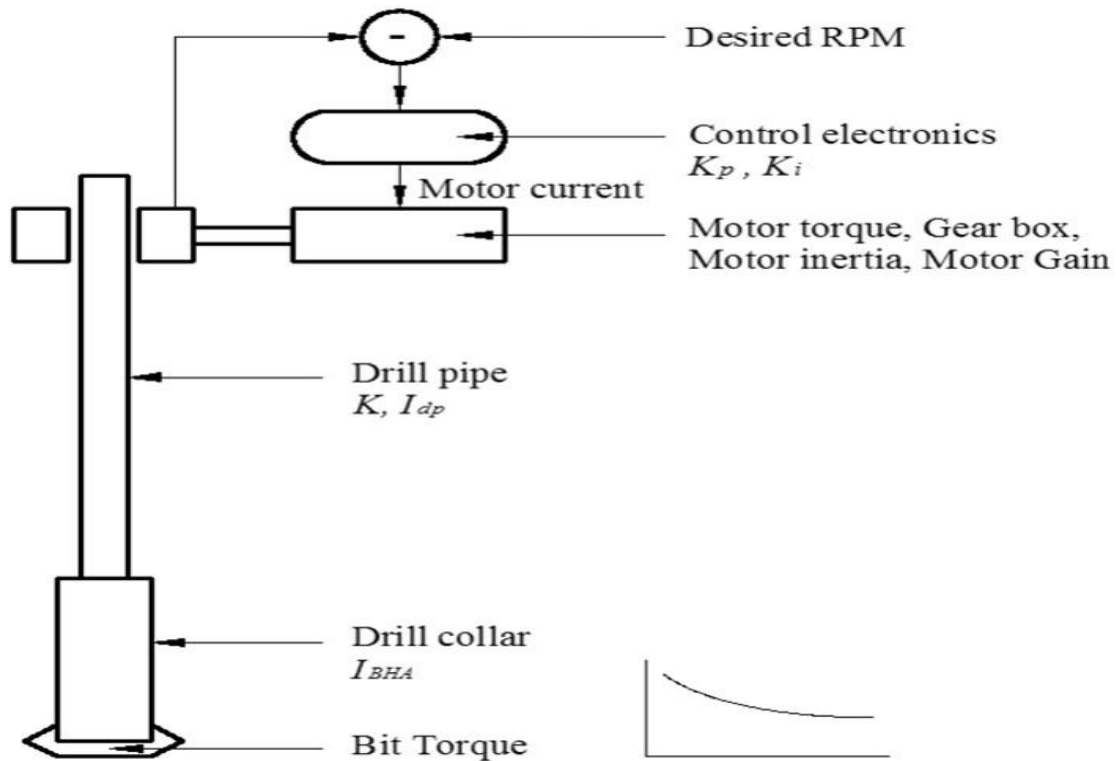 -
Desired RPM
Control electronics
Kp , Ki
Motor current
Motor torque, Gear box,
Motor inertia, Motor Gain
Drill pipe
K, Idp
Drill collar
IBHA
Bit Torque